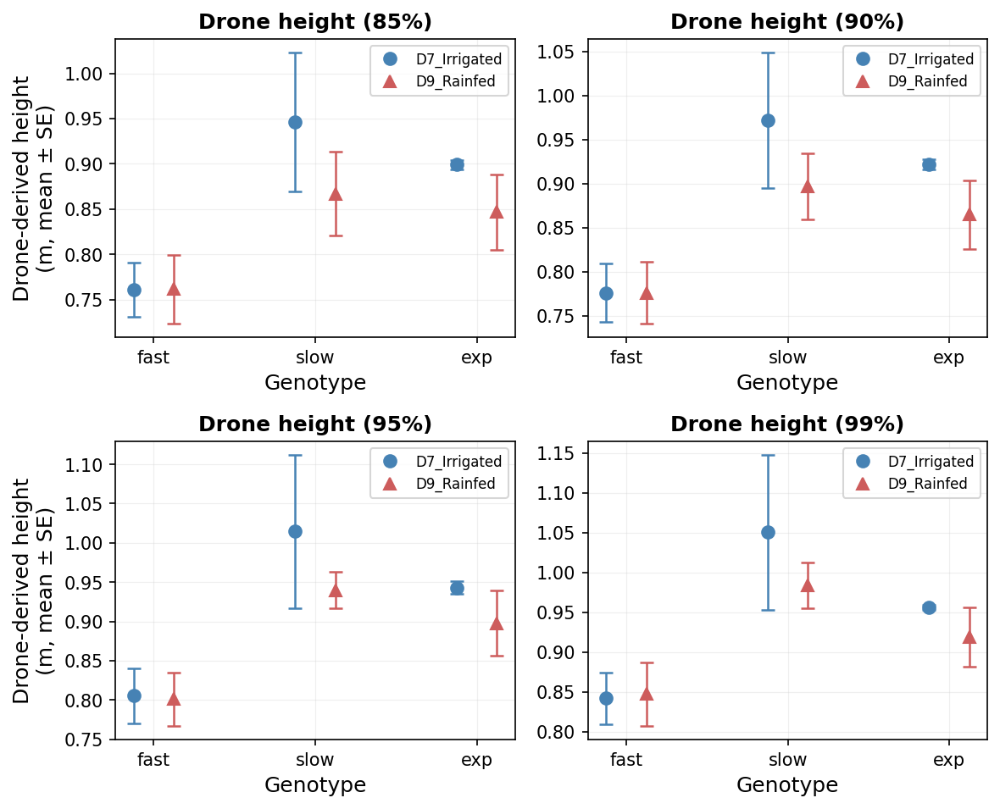 Drone height (85%)
Drone-derived height
(m, mean ± SE)
1.00
0.95
0.90
0.85
0.80
0.75
D7_Irrigated
D9_Rainfed
fast
slow
exp
Genotype
Drone height (90%)
1.05
1.00
0.95
0.90
0.85
0.80
0.75
D7_Irrigated
D9_Rainfed
fast
slow
exp
Genotype
Drone height (95%)
Drone-derived height
(m, mean ± SE)
1.10
1.05
1.00
0.95
0.90
0.85
0.80
0.75
D7_Irrigated
D9_Rainfed
fast
slow
exp
Genotype
Drone height (99%)
1.15
1.10
1.05
1.00
0.95
0.90
0.85
0.80
D7_Irrigated
D9_Rainfed
fast
slow
exp
Genotype